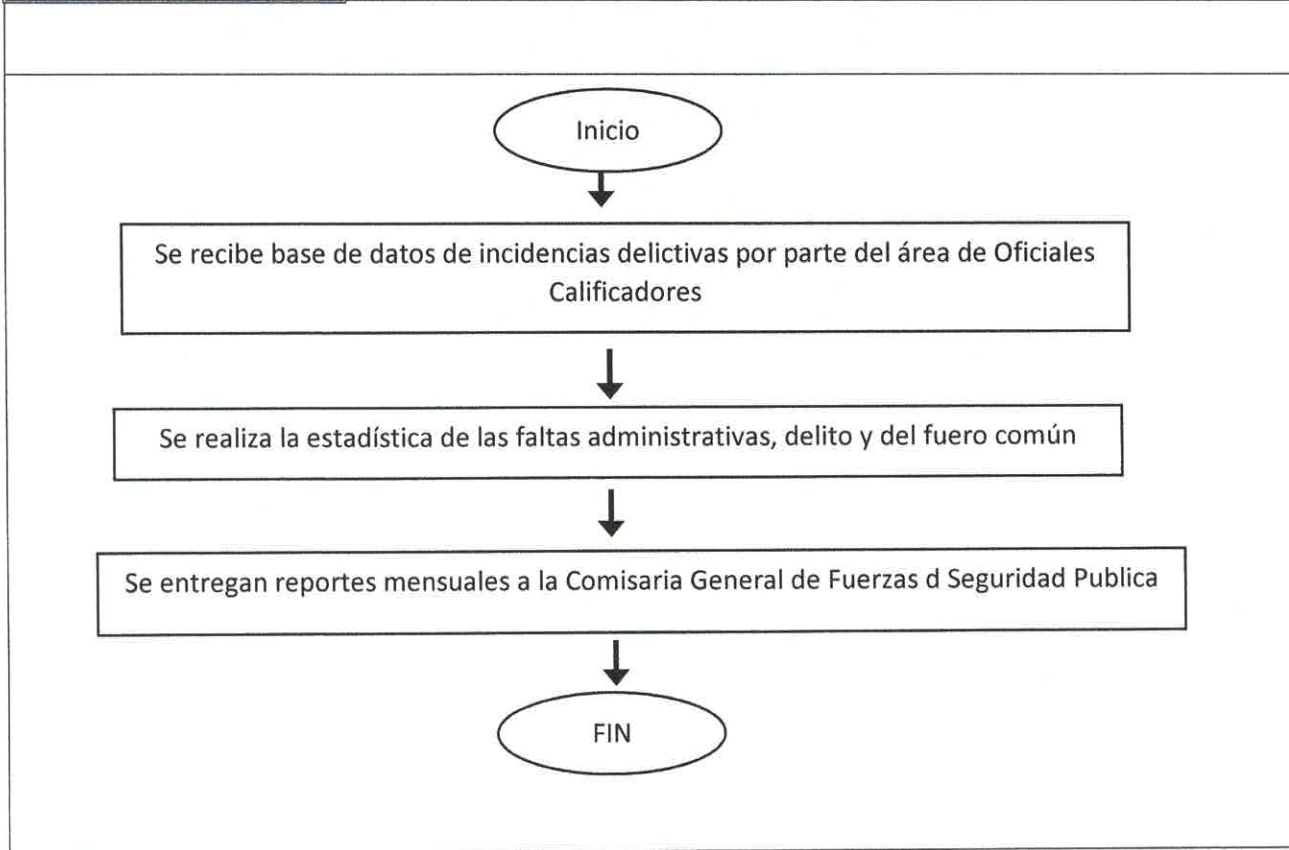 Inicio
Se recibe base de datos de incidencias delictivas por parte del área de Oficiales
Calificadores
Se realiza la estadística de las faltas administrativas, delito y del fuero común
Se entregan reportes mensuales a la Comisaria General de Fuerzas d Seguridad Publica
FIN